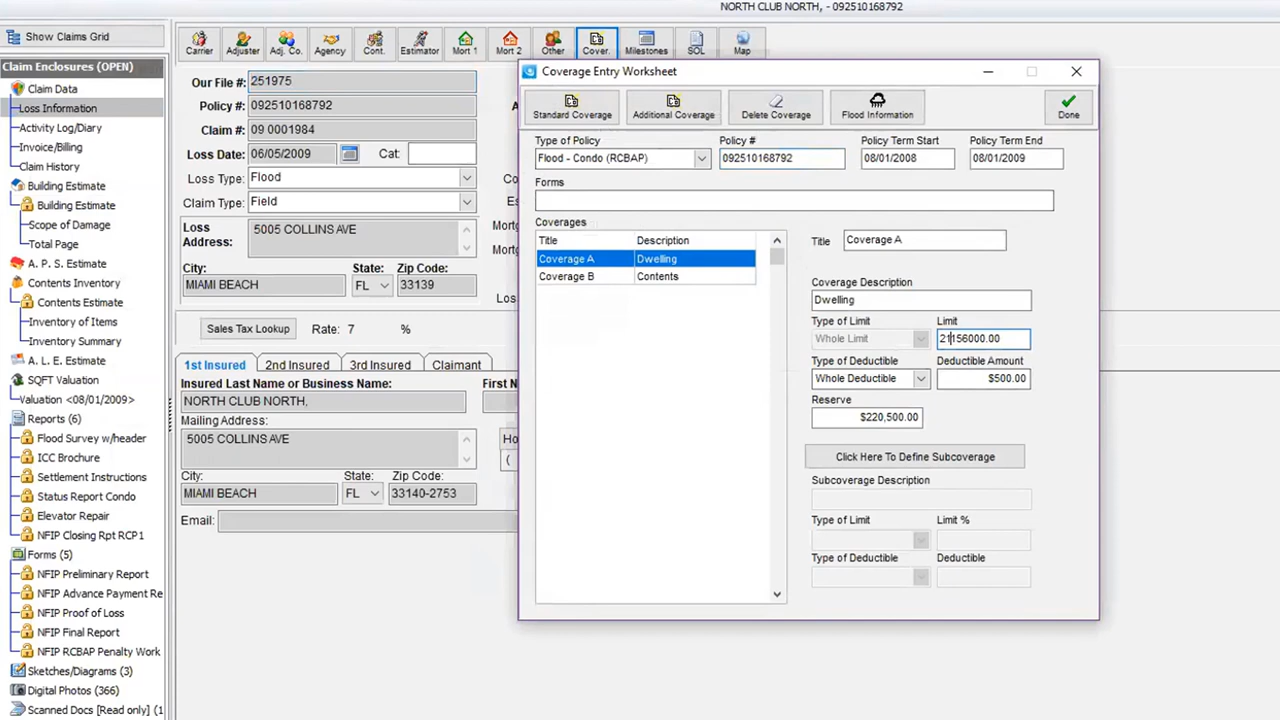 NORTH CLUB NORTH, - 092510168792
Show Claims Grid
Carrier Adjuster Adj. Co. Agency Cont. Estimator Mort 1 Mort 2 Other Cover. Milestones SOL Map
Claim Enclosures (OPEN)
Claim Data
Loss Information
Activity Log/Diary
Invoice/Billing
Claim History
Building Estimate
Building Estimate
Scope of Damage
Total Page
A. P. S. Estimate
Contents Inventory
Contents Estimate
Inventory of Items
Inventory Summary
A. L. E. Estimate
SQFT Valuation
Valuation <08/01/2009>
Reports (6)
Flood Survey w/header
ICC Brochure
Settlement Instructions
Status Report Condo
Elevator Repair
NFIP Closing Rpt RCP1
Forms (5)
NFIP Preliminary Report
NFIP Advance Payment Re
NFIP Proof of Loss
NFIP Final Report
NFIP RCBAP Penalty Work
Sketches/Diagrams (3)
Digital Photos (366)
Scanned Docs [Read only] (1
Our File #: 251975
Policy #: 092510168792
Claim #: 09 0001984
Loss Date: 06/05/2009 Cat:
Loss Type: Flood
Claim Type: Field
Loss Address: 5005 COLLINS AVE
City: State: Zip Code:
MIAMI BEACH FL 33139
Sales Tax Lookup Rate: 7 %
1st Insured 2nd Insured 3rd Insured Claimant
Insured Last Name or Business Name: First N
NORTH CLUB NORTH,
Mailing Address:
5005 COLLINS AVE
Ho
(
City: State: Zip Code:
MIAMI BEACH FL 33140-2753
Email:
A
Co
Es
Mort
Mort
Los
Coverage Entry Worksheet
Standard Coverage Additional Coverage Delete Coverage Flood Information Done
Type of Policy Policy # Policy Term Start Policy Term End
Flood - Condo (RCBAP) 092510168792 08/01/2008 08/01/2009
Forms
Coverages
Title Description
Coverage A Dwelling
Coverage B Contents
Title Coverage A
Coverage Description
Dwelling
Type of Limit Limit
Whole Limit 21156000.00
Type of Deductible Deductible Amount
Whole Deductible $500.00
Reserve
$220,500.00
Click Here To Define Subcoverage
Subcoverage Description
Type of Limit Limit %
Type of Deductible Deductible